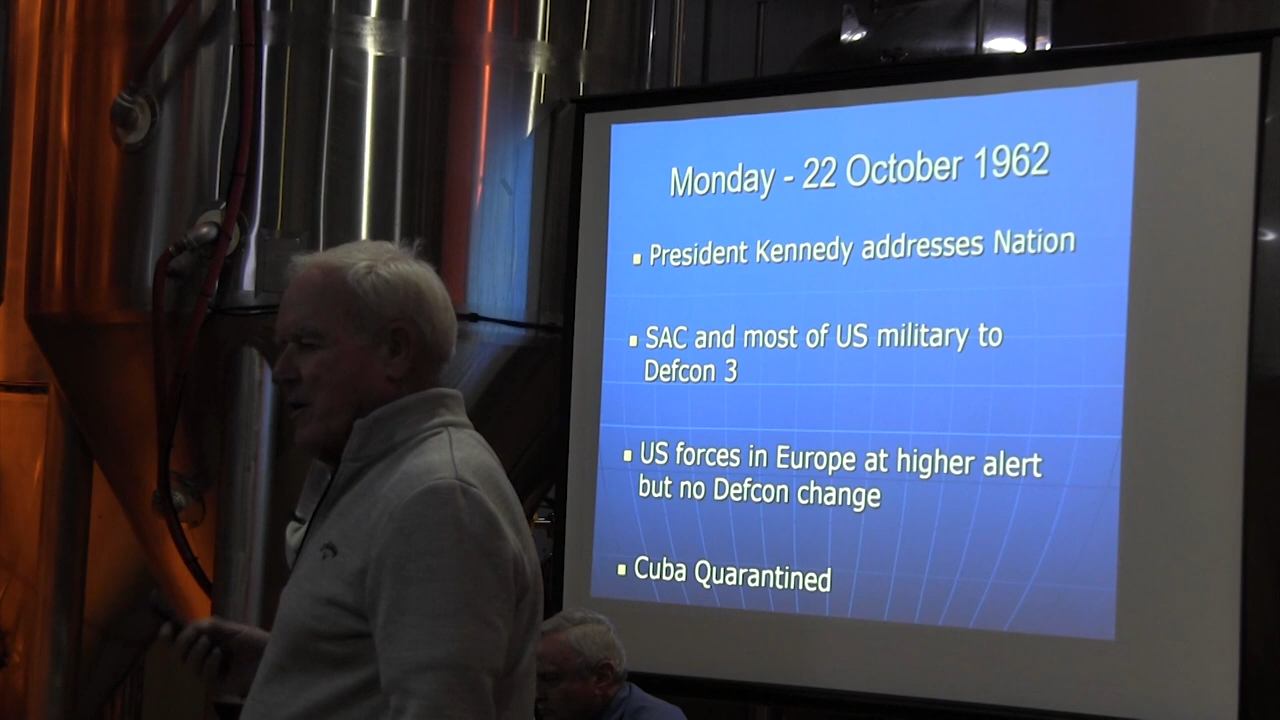 Monday - 22 October 1962
▪ President Kennedy addresses Nation
▪ SAC and most of US military to
Defcon 3
▪ US forces in Europe at higher alert
but no Defcon change
▪ Cuba Quarantined